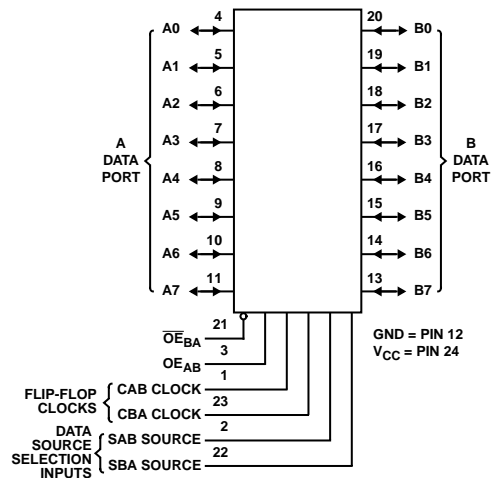 A0 4 20 B0
A1 5 19 B1
A2 6 18 B2
A3 7 17 B3
A DATA PORT
B DATA PORT
A4 8 16 B4
A5 9 15 B5
A6 10 14 B6
A7 11 13 B7
21
OE̅BA
3
OEAB
GND = PIN 12
VCC = PIN 24
FLIP-FLOP
CLOCKS
1
CAB CLOCK
23
CBA CLOCK
DATA
SOURCE
SELECTION
INPUTS
2
SAB SOURCE
22
SBA SOURCE